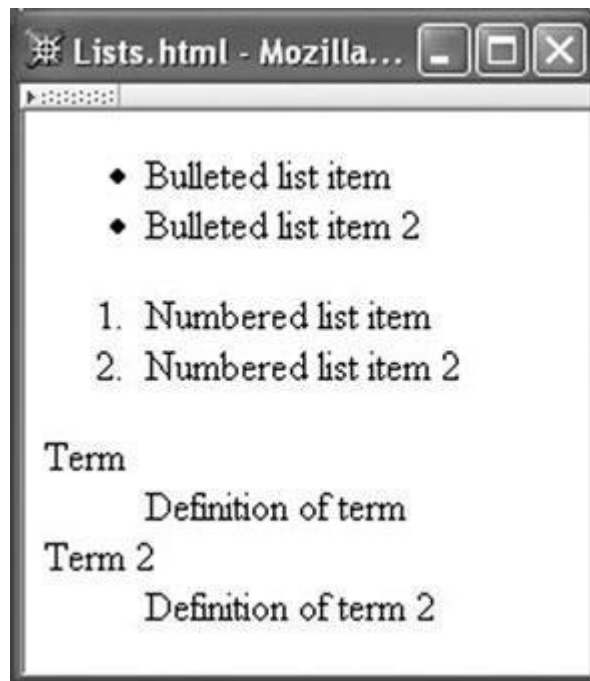 Lists.html - Mozilla...
• Bulleted list item
• Bulleted list item 2
1. Numbered list item
2. Numbered list item 2
Term
Definition of term
Term 2
Definition of term 2